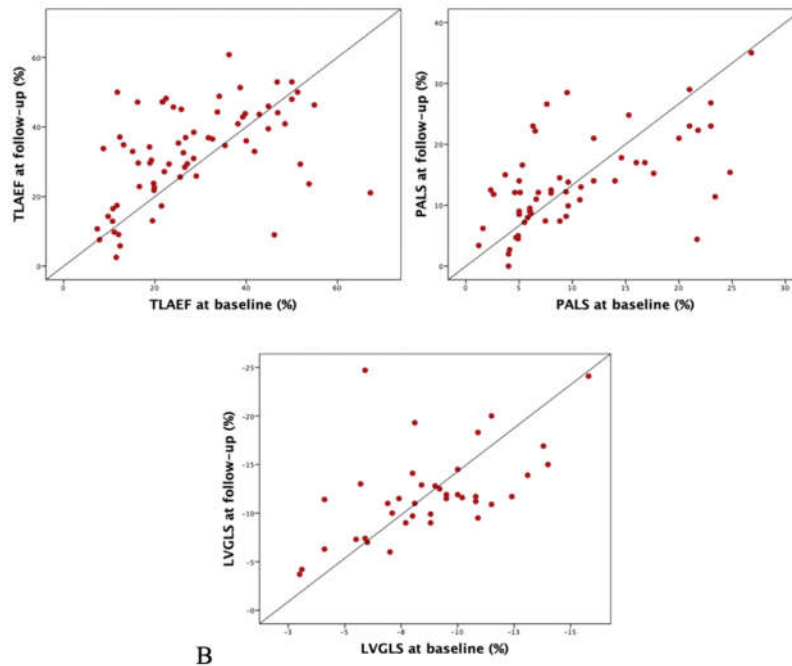 60
40
20
0
TLAEF at follow-up (%)
0 20 40 60
TLAEF at baseline (%)
40
30
20
10
0
PALS at follow-up (%)
0 5 10 15 20 25 30
PALS at baseline (%)
-25
-20
-15
-10
-5
-0
LVGLS at follow-up (%)
-3 -5 -8 -10 -13 -15
LVGLS at baseline (%)
B